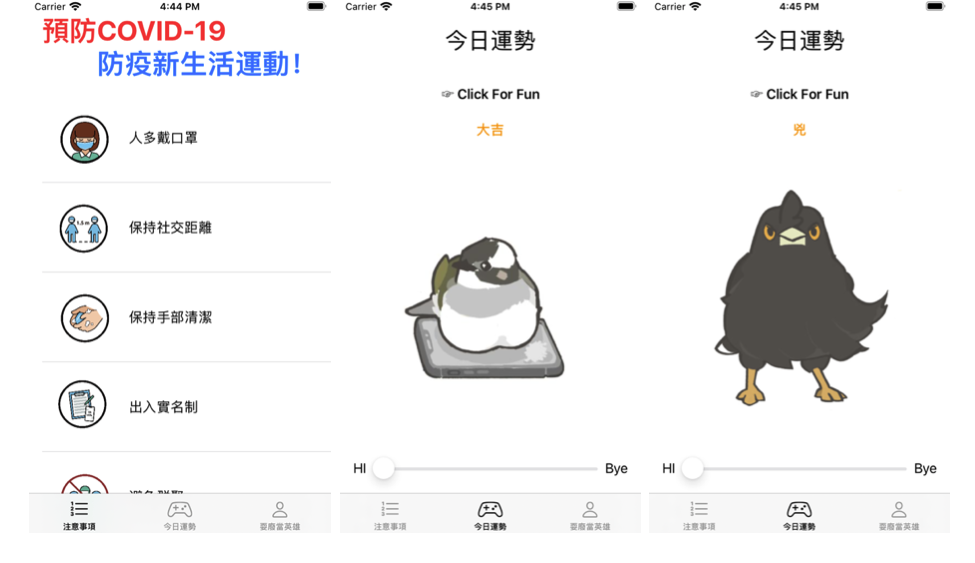 Carrier 4:44 PM
預防COVID-19
防疫新生活運動！
人多戴口罩
1.5 m
保持社交距離
保持手部清潔
出入實名制
注意事項 今日運勢 耍廢當英雄
Carrier 4:45 PM
今日運勢
☞ Click For Fun
大吉
HI Bye
注意事項 今日運勢 耍廢當英雄
Carrier 4:45 PM
今日運勢
☞ Click For Fun
兇
HI Bye
注意事項 今日運勢 耍廢當英雄